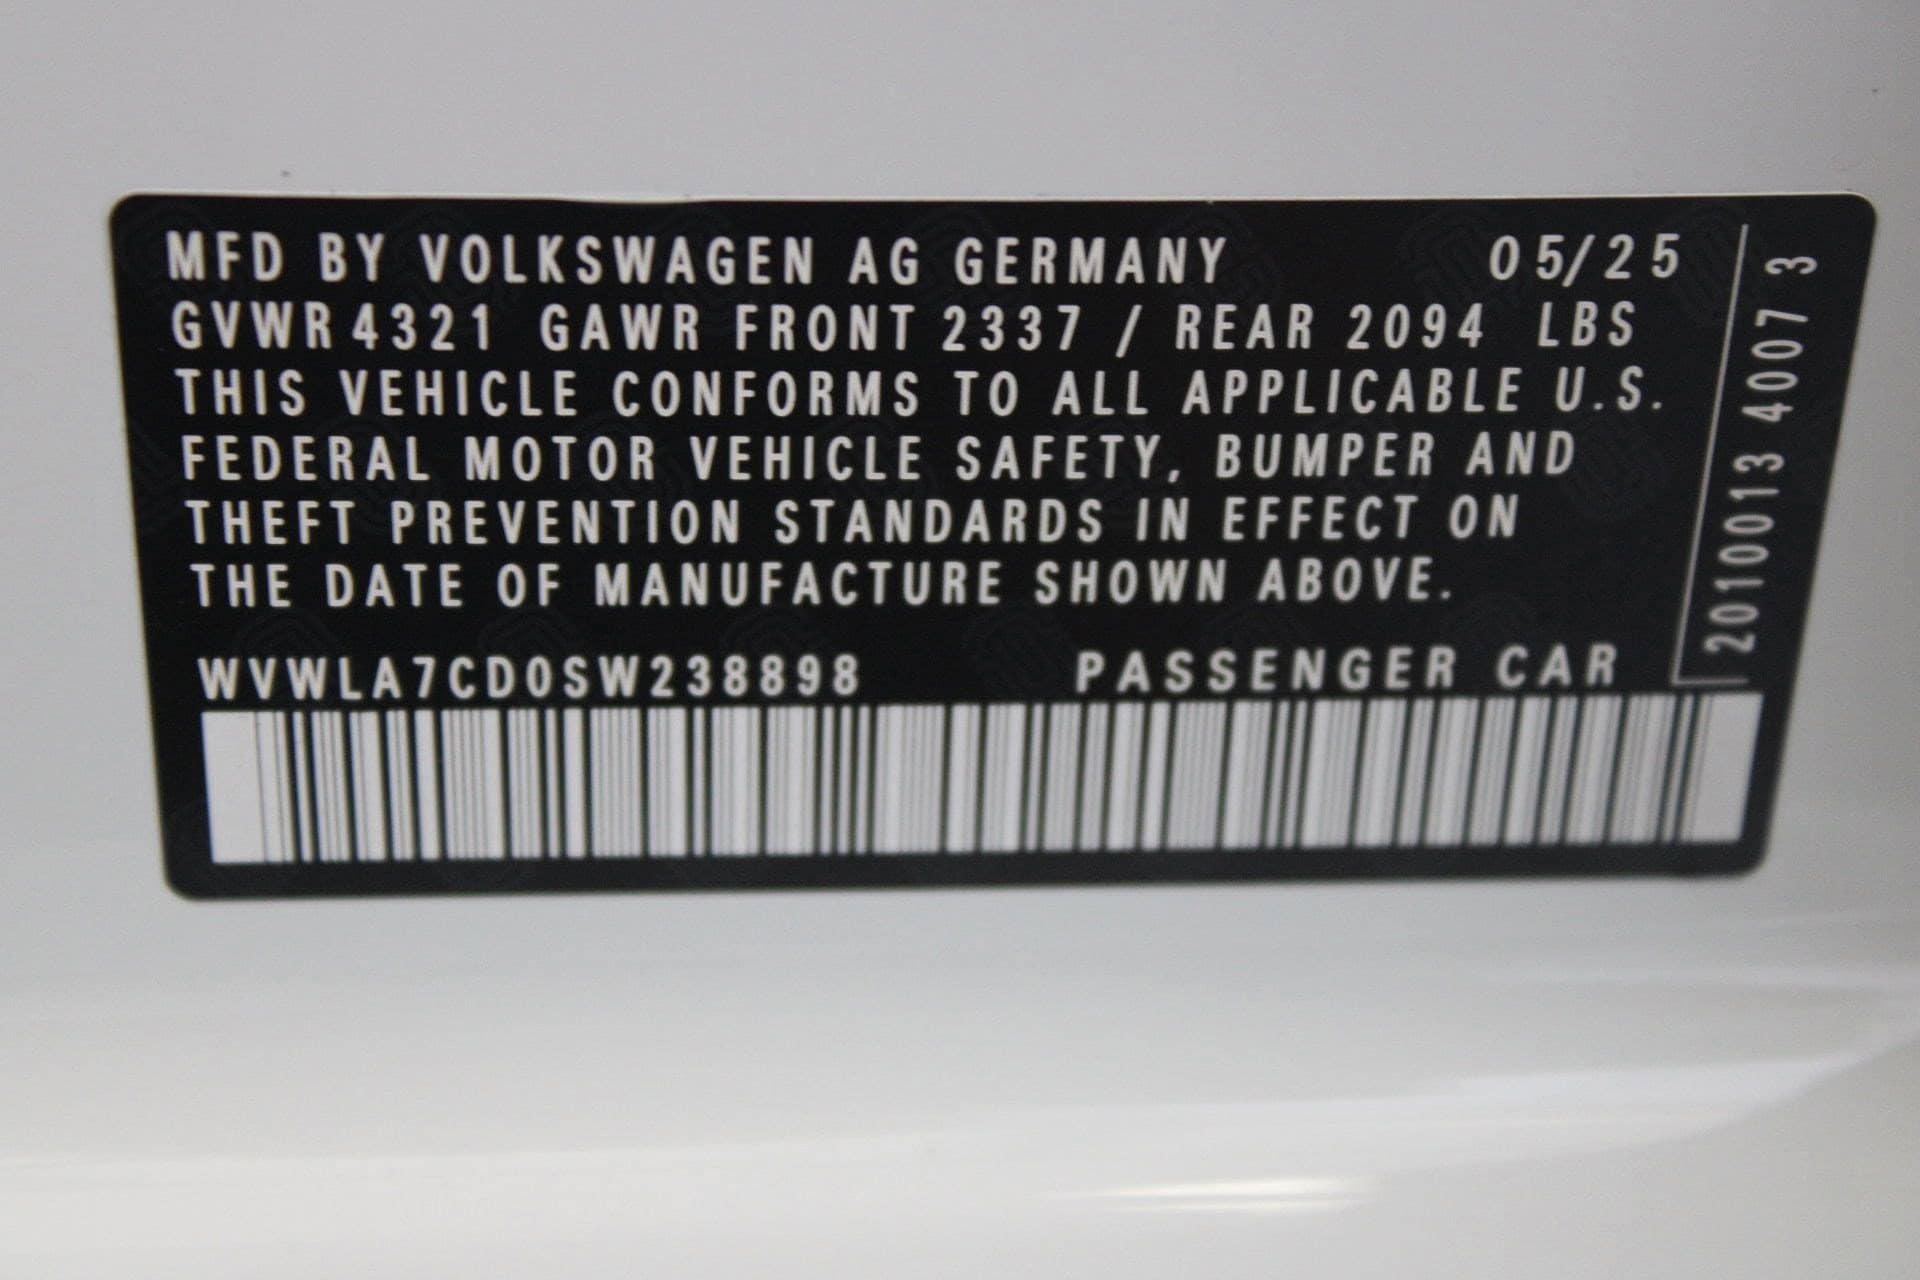 MFD BY VOLKSWAGEN AG GERMANY 05/25
GVWR 4321 GAWR FRONT 2337 / REAR 2094 LBS
THIS VEHICLE CONFORMS TO ALL APPLICABLE U.S.
FEDERAL MOTOR VEHICLE SAFETY, BUMPER AND
THEFT PREVENTION STANDARDS IN EFFECT ON
THE DATE OF MANUFACTURE SHOWN ABOVE.
WVWLA7CD0SW238898 PASSENGER CAR
2010013 4007 3